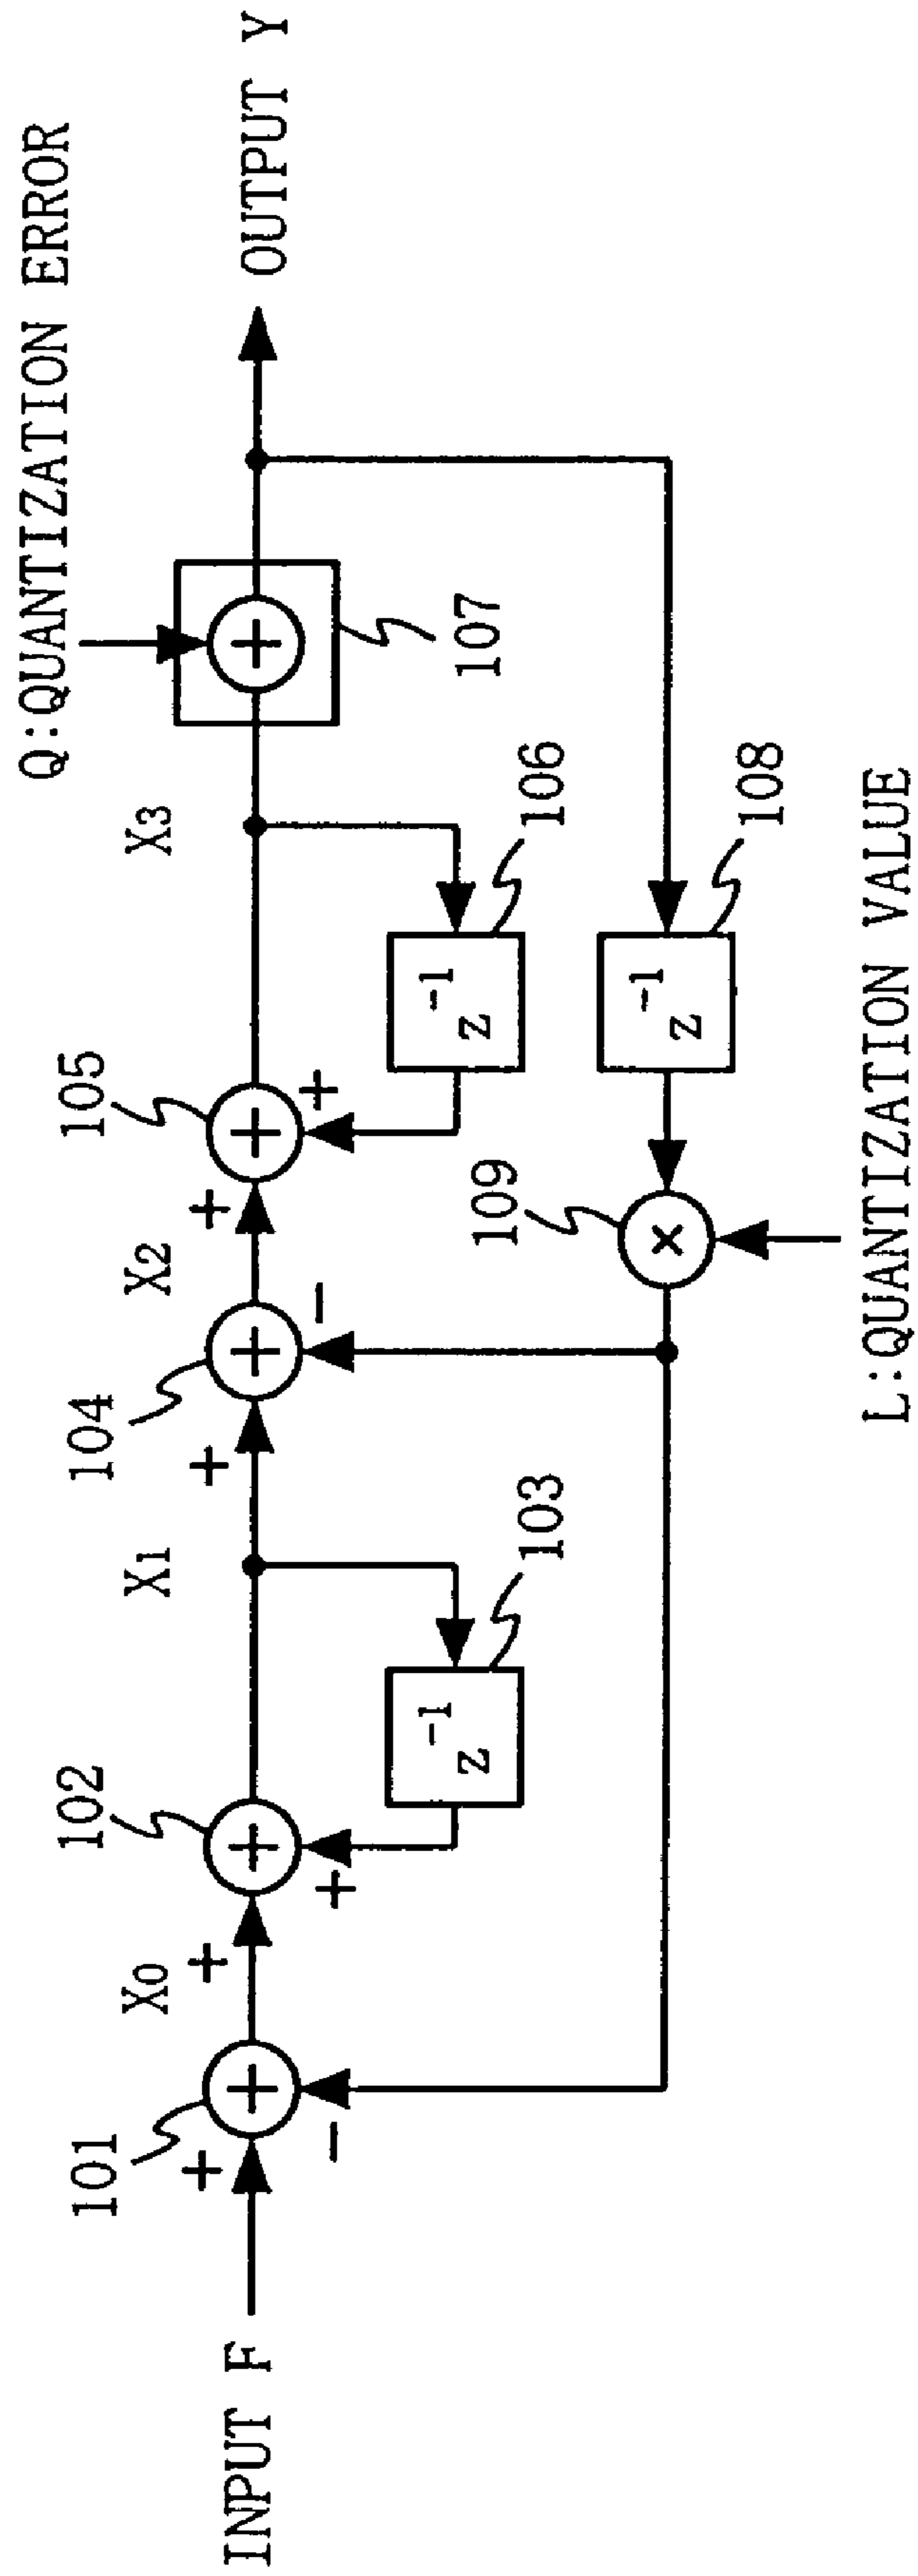 Q:QUANTIZATION ERROR
INPUT F
+
−
101
+
X0
+
+
102
+
X1
z−1
103
+
−
104
+
X2
+
+
105
+
X3
z−1
106
+
107
OUTPUT Y
109
×
z−1
108
L:QUANTIZATION VALUE